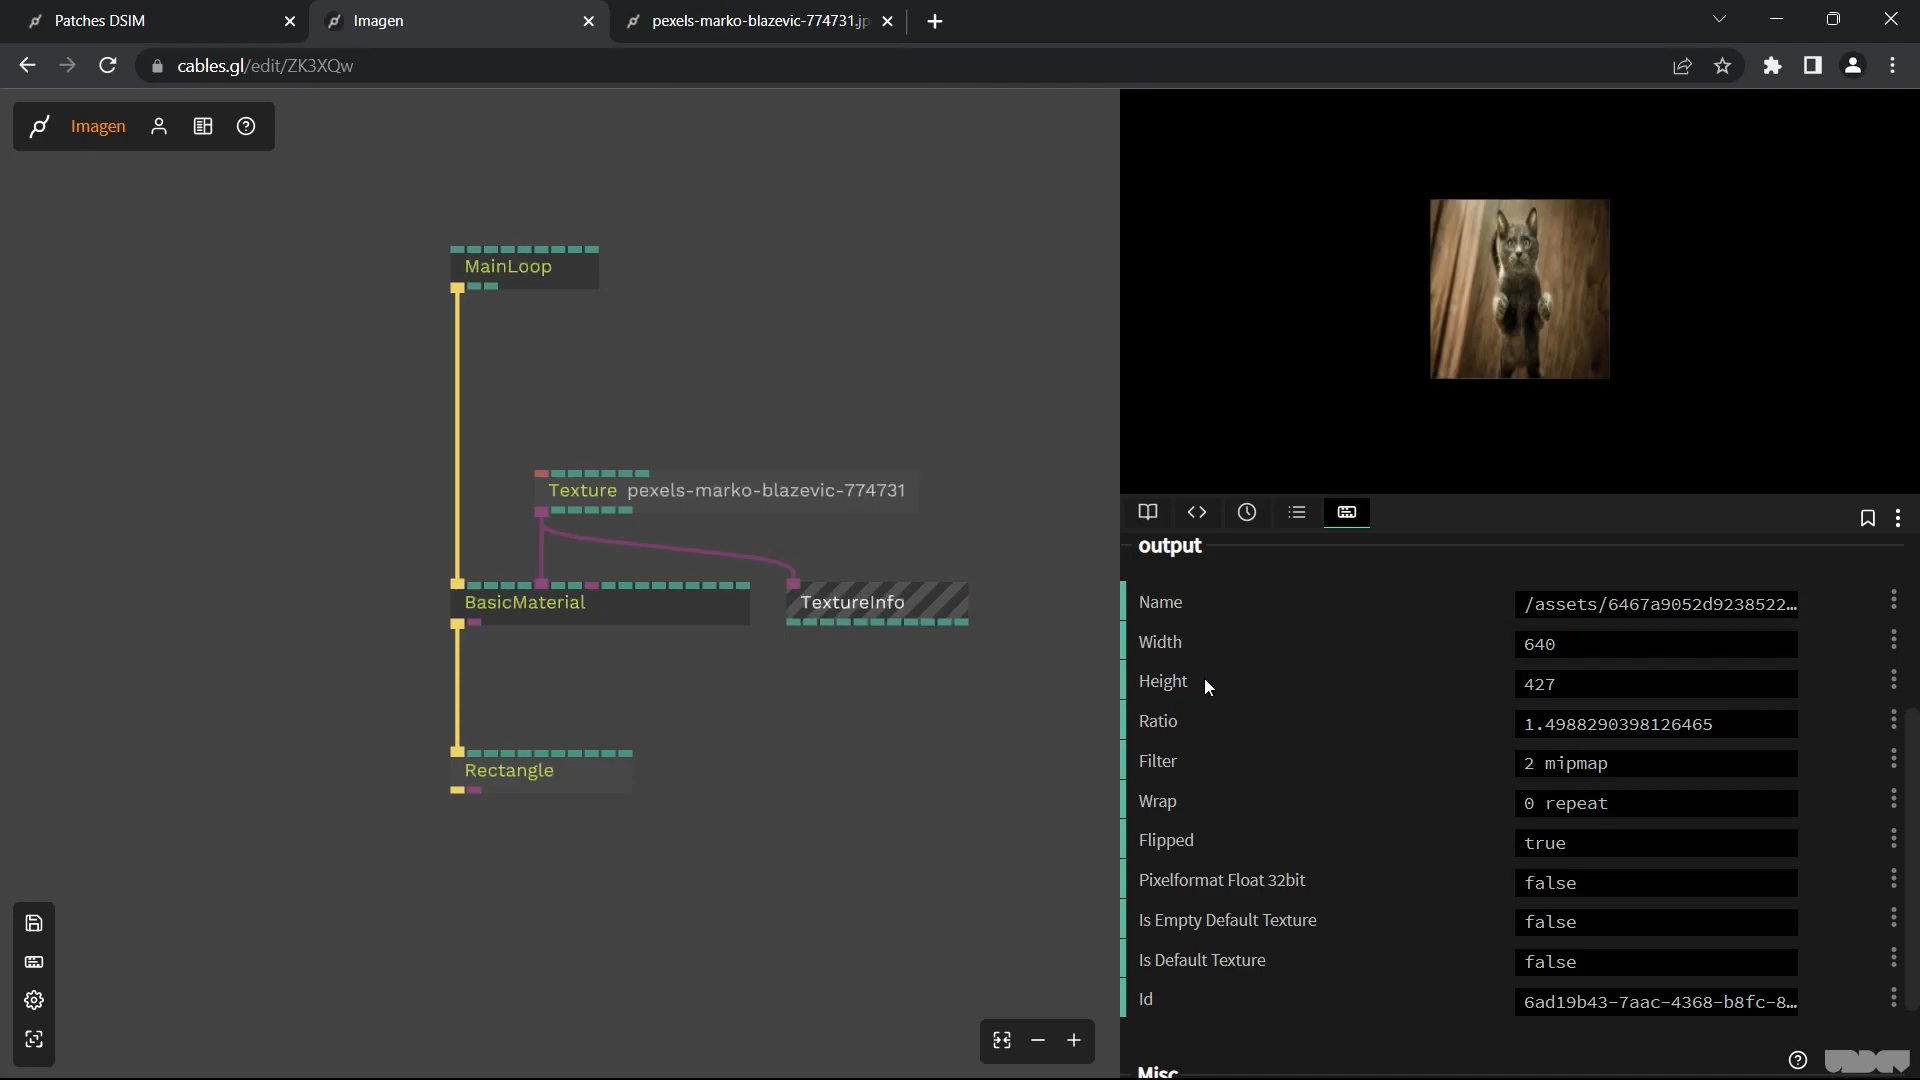 Patches DSIM
Imagen
pexels-marko-blazevic-774731.jp
cables.gl/edit/ZK3XQw
Imagen
MainLoop
Texture pexels-marko-blazevic-774731
BasicMaterial
TextureInfo
Rectangle
output
Name /assets/6467a9052d9238522…
Width 640
Height 427
Ratio 1.4988290398126465
Filter 2 mipmap
Wrap 0 repeat
Flipped true
Pixelformat Float 32bit false
Is Empty Default Texture false
Is Default Texture false
Id 6ad19b43-7aac-4368-b8fc-8…
Misc